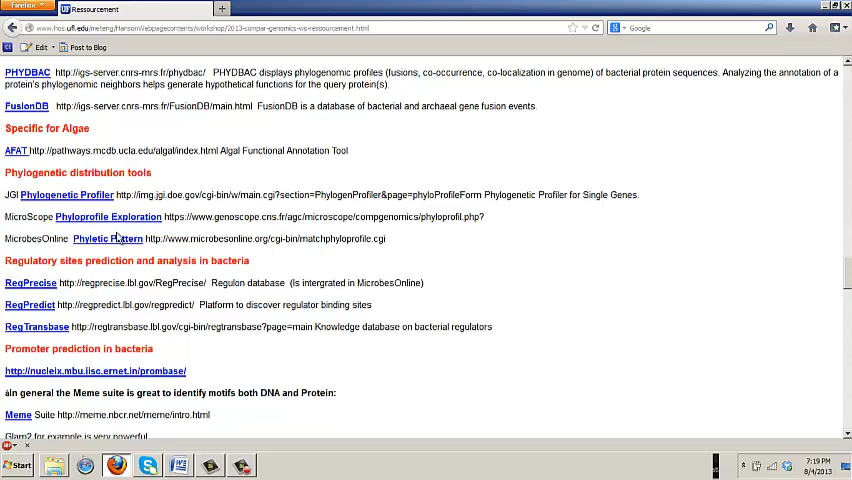 Firefox
Ressourcement
www.hos.ufl.edu/meteng/HansonWebpagecontents/workshop/2013-compar-genomics-ws-ressourcement.html
Google
Edit
Post to Blog
PHYDBAC http://igs-server.cnrs-mrs.fr/phydbac/ PHYDBAC displays phylogenomic profiles (fusions, co-occurrence, co-localization in genome) of bacterial protein sequences. Analyzing the annotation of a
protein's phylogenomic neighbors helps generate hypothetical functions for the query protein(s).
FusionDB http://igs-server.cnrs-mrs.fr/FusionDB/main.html FusionDB is a database of bacterial and archaeal gene fusion events.
Specific for Algae
AFAT http://pathways.mcdb.ucla.edu/algal/index.html Algal Functional Annotation Tool
Phylogenetic distribution tools
JGI Phylogenetic Profiler http://img.jgi.doe.gov/cgi-bin/w/main.cgi?section=PhylogenProfiler&page=phyloProfileForm Phylogenetic Profiler for Single Genes.
MicroScope Phyloprofile Exploration https://www.genoscope.cns.fr/agc/microscope/compgenomics/phyloprofil.php?
MicrobesOnline Phyletic Pattern http://www.microbesonline.org/cgi-bin/matchphyloprofile.cgi
Regulatory sites prediction and analysis in bacteria
RegPrecise http://regprecise.lbl.gov/RegPrecise/ Regulon database (Is intergrated in MicrobesOnline)
RegPredict http://regpredict.lbl.gov/regpredict/ Platform to discover regulator binding sites
RegTransbase http://regtransbase.lbl.gov/cgi-bin/regtransbase?page=main Knowledge database on bacterial regulators
Promoter prediction in bacteria
http://nucleix.mbu.iisc.ernet.in/prombase/
âIn general the Meme suite is great to identify motifs both DNA and Protein:
Meme Suite http://meme.nbcr.net/meme/intro.html
Glam2 for example is very powerful
Start
7:19 PM
8/4/2013